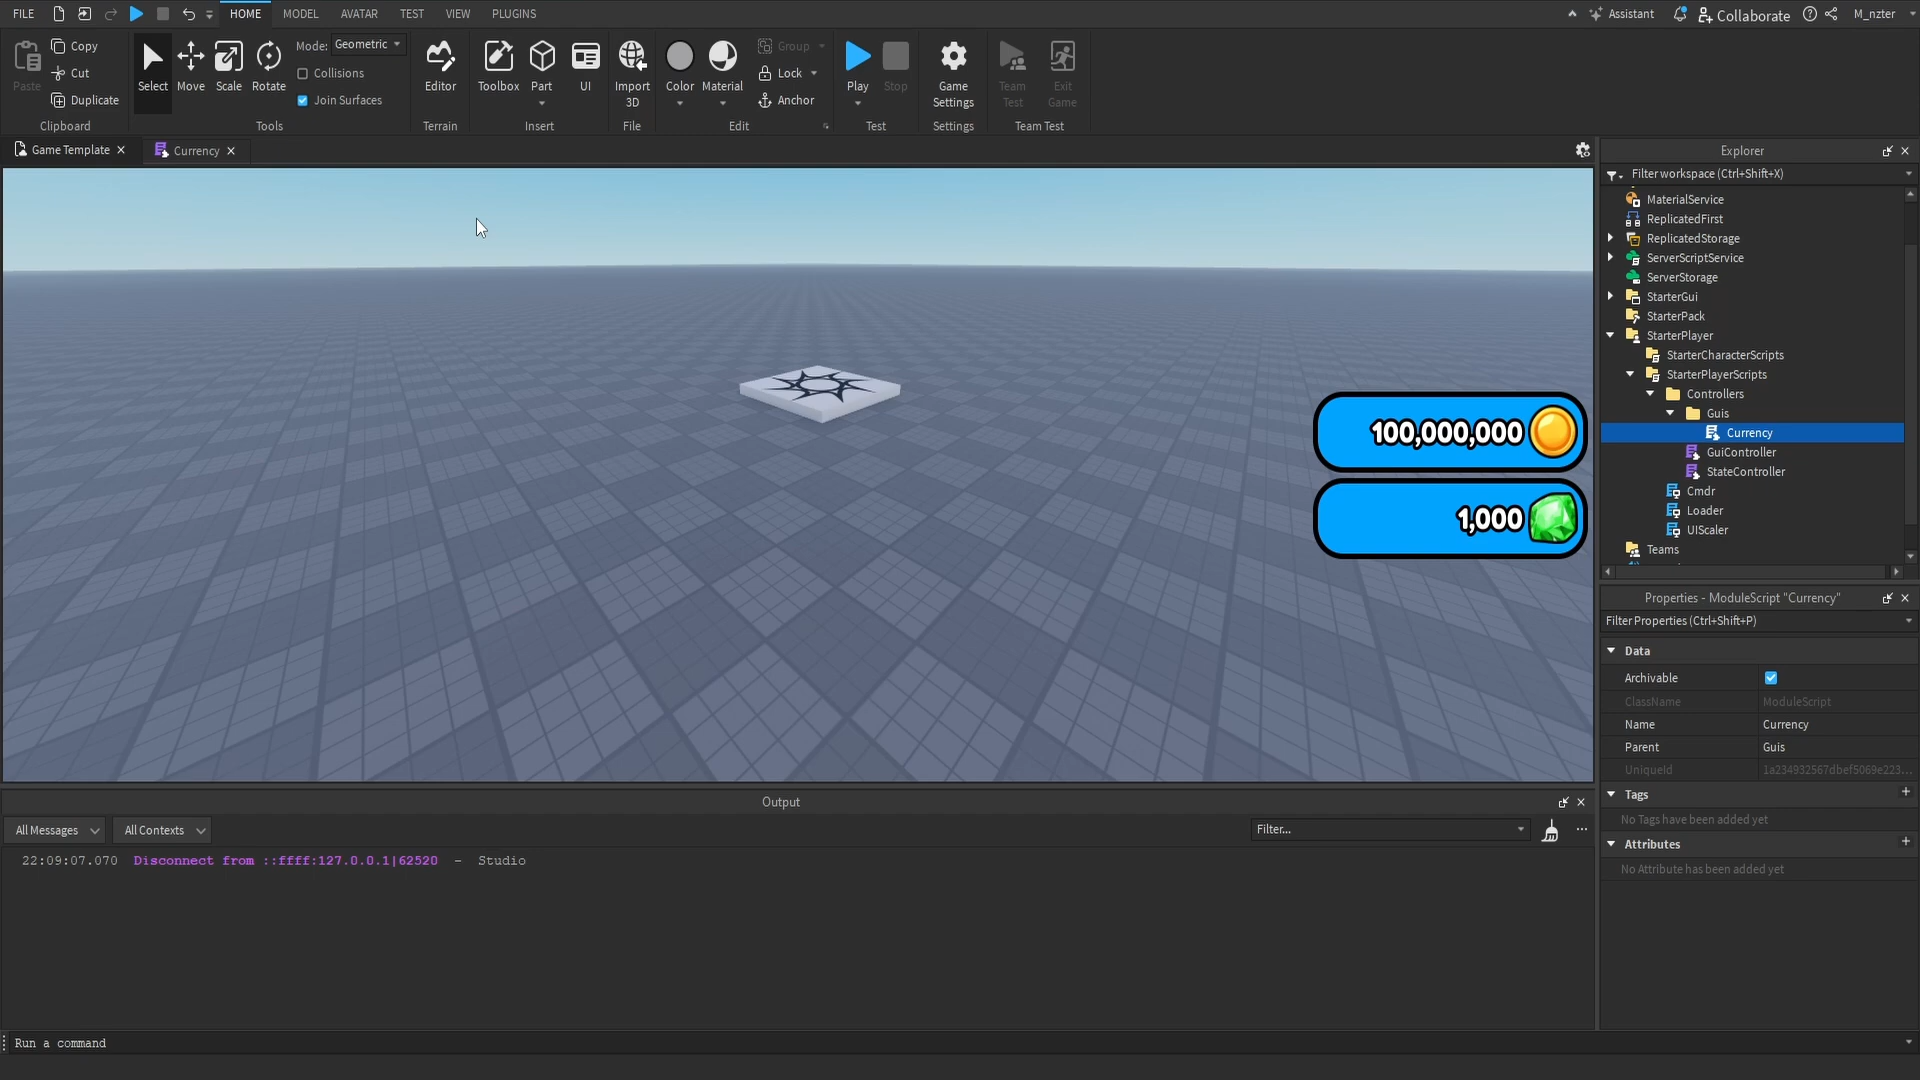 FILE HOME MODEL AVATAR TEST VIEW PLUGINS Assistant Collaborate M_nzter
Paste Copy Cut Duplicate
Clipboard
Select Move Scale Rotate Mode: Geometric
Collisions
Join Surfaces
Tools
Editor
Terrain
Toolbox Part UI
Insert
Import
3D
File
Color Material Group
Lock
Anchor
Edit
Play Stop
Test
Game
Settings
Settings
Team
Test
Exit
Game
Team Test
Game Template Currency
100,000,000
1,000
Explorer
Filter workspace (Ctrl+Shift+X)
MaterialService
ReplicatedFirst
ReplicatedStorage
ServerScriptService
ServerStorage
StarterGui
StarterPack
StarterPlayer
StarterCharacterScripts
StarterPlayerScripts
Controllers
Guis
Currency
GuiController
StateController
Cmdr
Loader
UIScaler
Teams
Properties - ModuleScript "Currency"
Filter Properties (Ctrl+Shift+P)
Data
Archivable
ClassName ModuleScript
Name Currency
Parent Guis
UniqueId 1a234932567dbef5069e223...
Tags
No Tags have been added yet
Attributes
No Attribute has been added yet
Output
All Messages All Contexts Filter...
22:09:07.070 Disconnect from ::ffff:127.0.0.1|62520 - Studio
Run a command